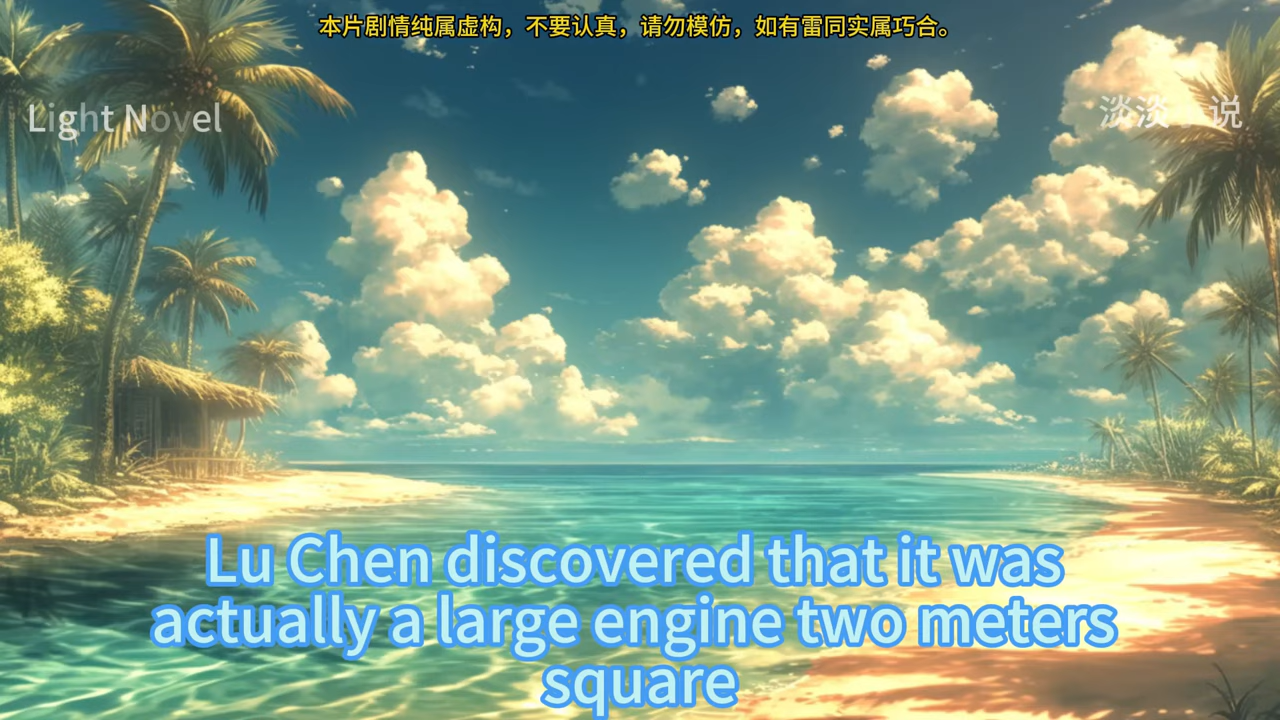 本片剧情纯属虚构，不要认真，请勿模仿，如有雷同实属巧合。
Light Novel
淡淡小说
Lu Chen discovered that it was
actually a large engine two meters
square